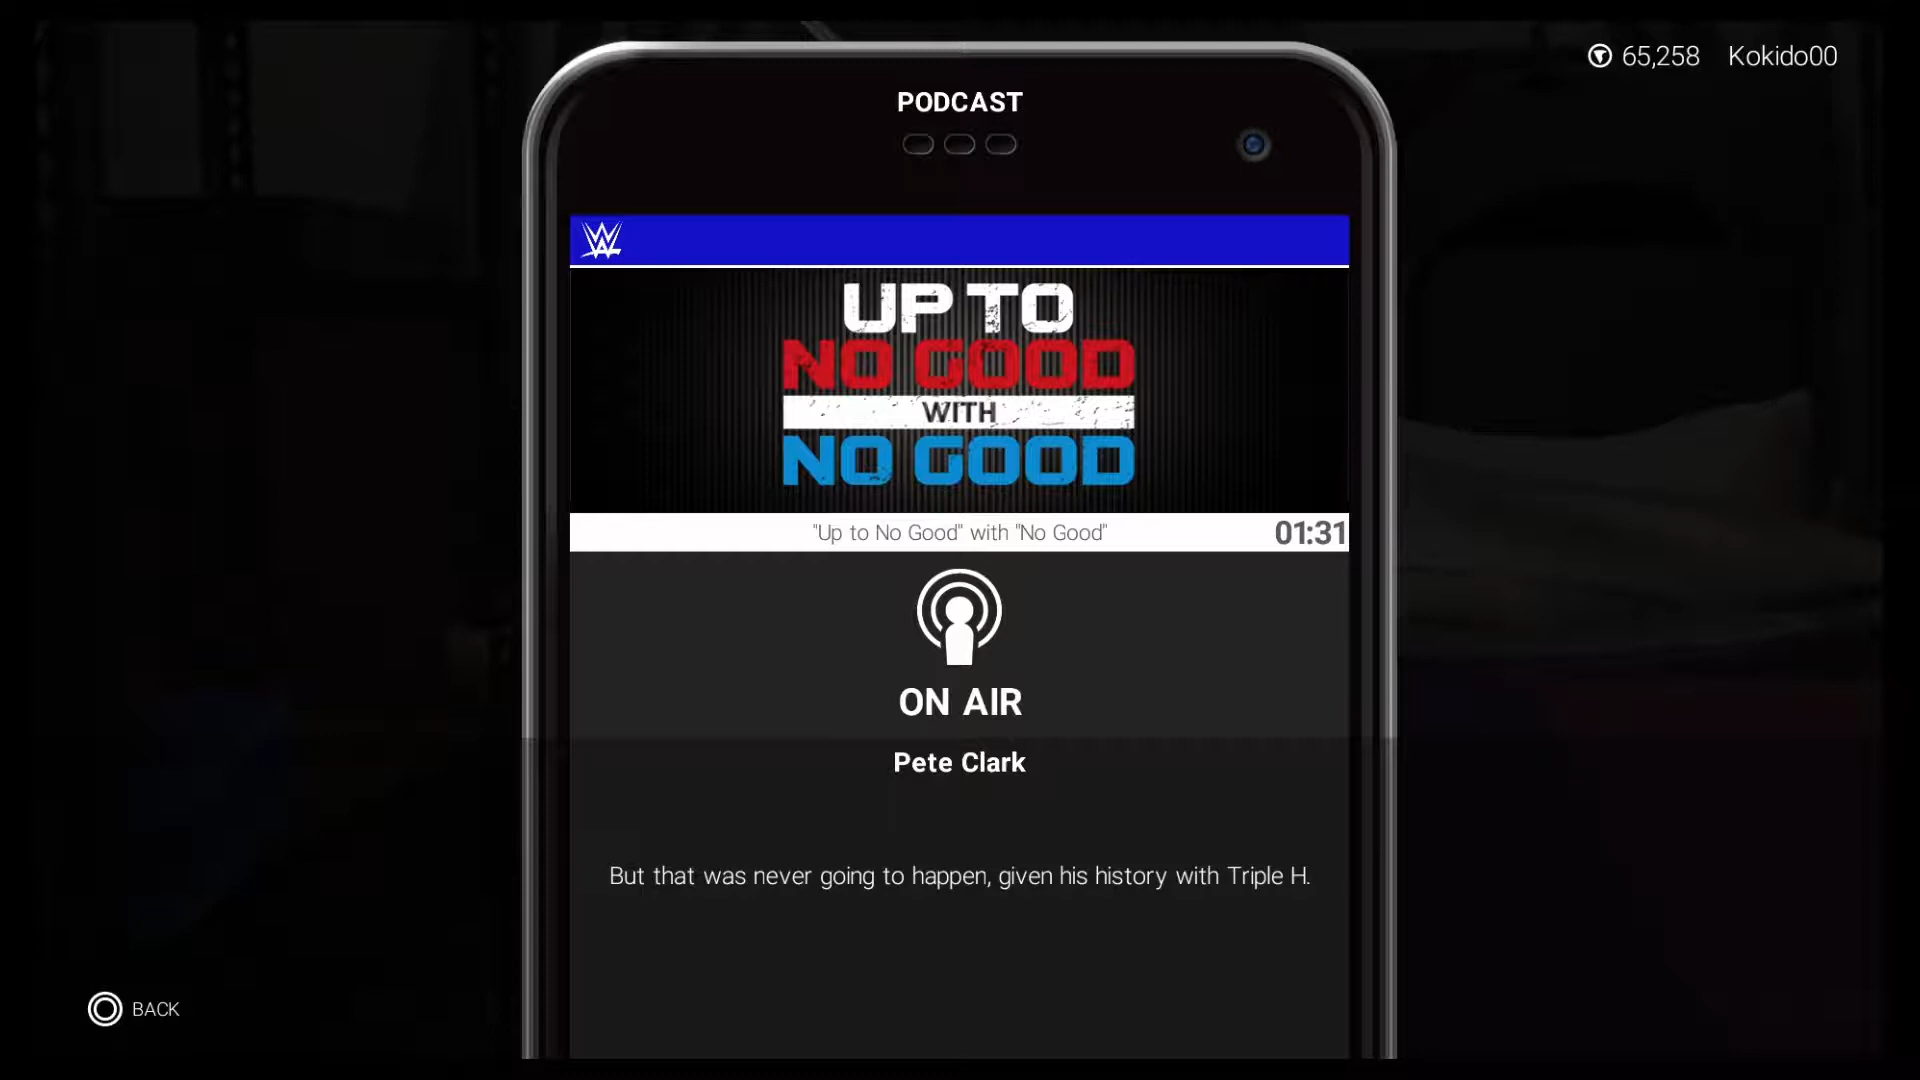 65,258 Kokido00
PODCAST
UP TO
NO GOOD
WITH
NO GOOD
"Up to No Good" with "No Good" 01:31
ON AIR
Pete Clark
But that was never going to happen, given his history with Triple H.
BACK